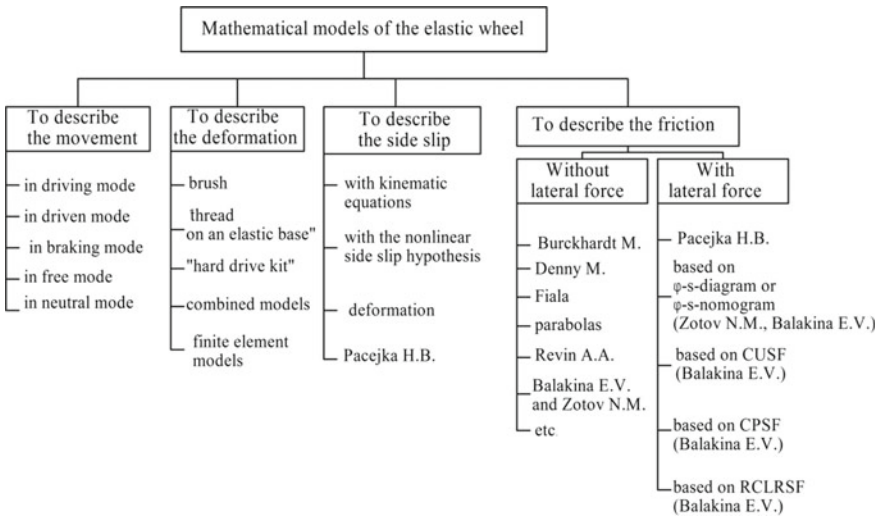 Mathematical models of the elastic wheel
To describe
the movement
in driving mode
in driven mode
in braking mode
in free mode
in neutral mode
To describe
the deformation
brush
thread
on an elastic base"
"hard drive kit"
combined models
finite element
models
To describe
the side slip
with kinematic
equations
with the nonlinear
side slip hypothesis
deformation
Pacejka H.B.
To describe the friction
Without
lateral force
Burckhardt M.
Denny M.
Fiala
parabolas
Revin A.A.
Balakina E.V.
and Zotov N.M.
etc
With
lateral force
Pacejka H.B.
based on
φ-s-diagram or
φ-s-nomogram
(Zotov N.M., Balakina E.V.)
based on CUSF
(Balakina E.V.)
based on CPSF
(Balakina E.V.)
based on RCLRSF
(Balakina E.V.)